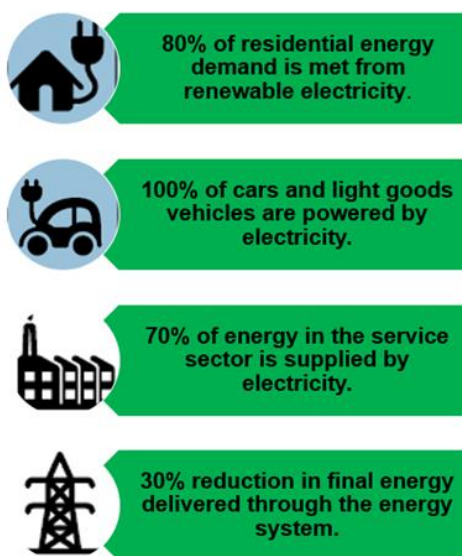 80% of residential energy
demand is met from
renewable electricity.
100% of cars and light goods
vehicles are powered by
electricity.
70% of energy in the service
sector is supplied by
electricity.
30% reduction in final energy
delivered through the energy
system.